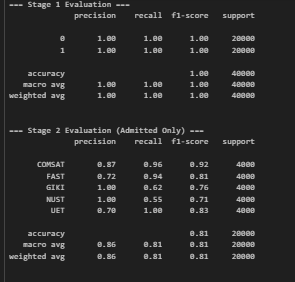 --- Stage 1 Evaluation ---
precision recall f1-score support
0 1.00 1.00 1.00 20000
1 1.00 1.00 1.00 20000
accuracy 1.00 40000
macro avg 1.00 1.00 1.00 40000
weighted avg 1.00 1.00 1.00 40000
--- Stage 2 Evaluation (Admitted Only) ---
precision recall f1-score support
COMSAT 0.87 0.96 0.92 4000
FAST 0.72 0.94 0.81 4000
GIKI 1.00 0.62 0.76 4000
NUST 1.00 0.55 0.71 4000
UET 0.70 1.00 0.83 4000
accuracy 0.81 20000
macro avg 0.86 0.81 0.81 20000
weighted avg 0.86 0.81 0.81 20000